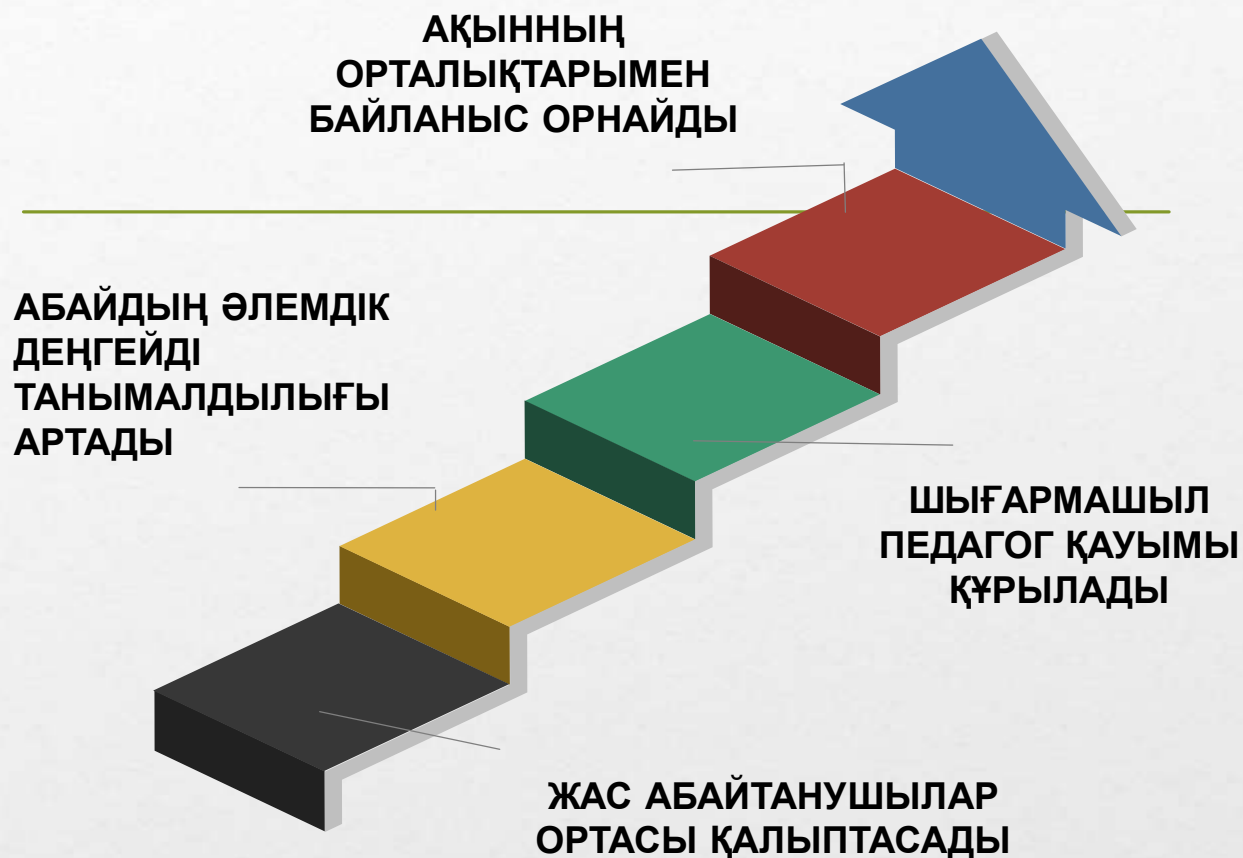 АҚЫННЫҢ
ОРТАЛЫҚТАРЫМЕН
БАЙЛАНЫС ОРНАЙДЫ
АБАЙДЫҢ ӘЛЕМДІК
ДЕҢГЕЙДІ
ТАНЫМАЛДЫЛЫҒЫ
АРТАДЫ
ШЫҒАРМАШЫЛ
ПЕДАГОГ ҚАУЫМЫ
ҚҰРЫЛАДЫ
ЖАС АБАЙТАНУШЫЛАР
ОРТАСЫ ҚАЛЫПТАСАДЫ